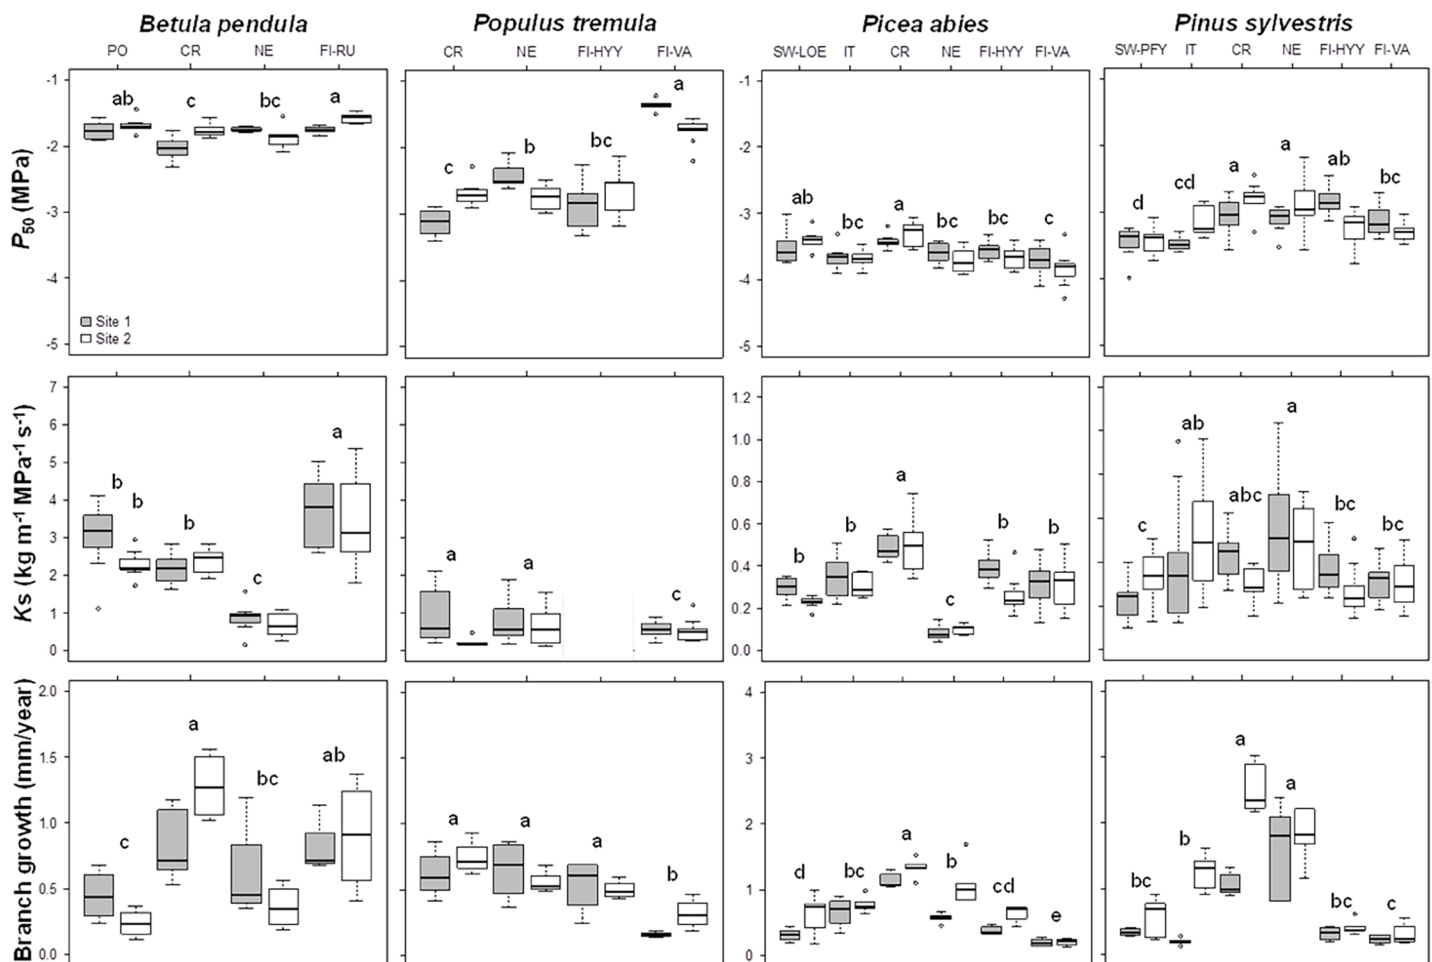 Betula pendula Populus tremula Picea abies Pinus sylvestris
PO CR NE FI-RU CR NE FI-HYY FI-VA SW-LOE IT CR NE FI-HYY FI-VA SW-PFY IT CR NE FI-HYY FI-VA
P50 (MPa)
-1
-2
-3
-4
-5
ab c bc a
Site 1
Site 2
c b bc a
-1
-2
-3
-4
-5
ab bc a bc bc c
d cd a a ab bc
Ks (kg m-1 MPa-1 s-1)
7
6
5
4
3
2
1
0
b b b c a
a a c
1.2
1.0
0.8
0.6
0.4
0.2
0.0
b b a c b b
c ab abc a bc bc
Branch growth (mm/year)
2.0
1.5
1.0
0.5
0.0
c a bc ab
a a a b
4
3
2
1
0
d bc a b cd e
bc b a a bc c